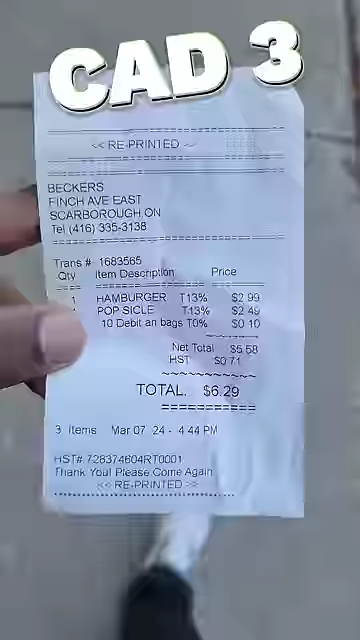 CAD 3
<< RE-PRINTED
BECKERS
FINCH AVE EAST
SCARBOROUGH, ON
Tel (416) 335-3138
Trans # 1683565
Qty Item Description Price
1 HAMBURGER T13% $2.99
POP SICLE T13% $2.49
10 Debit an bags T0% $0.10
Net Total $5.58
HST $0.71
TOTAL. $6.29
3 Items Mar 07 24 - 4:44 PM
HST# 728374604RT0001
Thank You! Please Come Again
<< RE-PRINTED >>